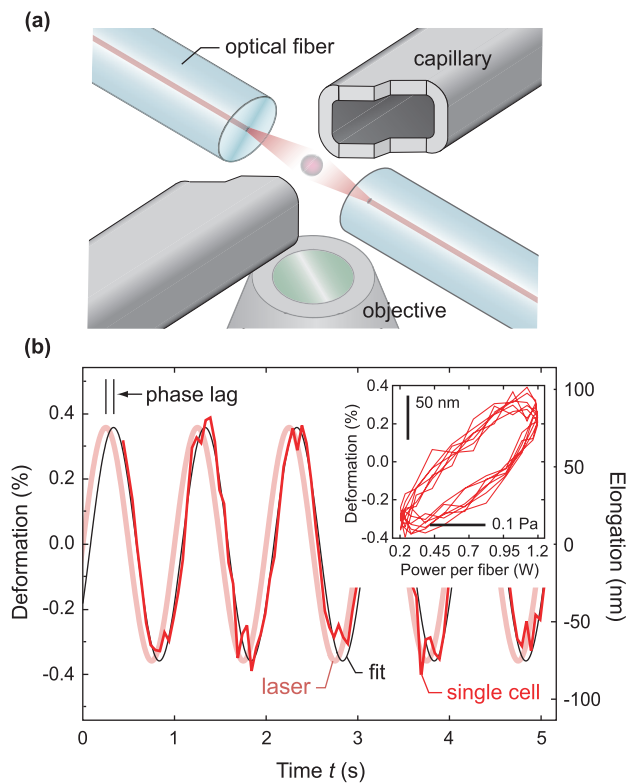 (a)
optical fiber
capillary
objective
(b)
phase lag
Deformation (%)
0.4
0.2
0.0
-0.2
-0.4
0 1 2 3 4 5
Time t (s)
laser
fit
single cell
100
50
0
-50
-100
Elongation (nm)
Deformation (%)
0.4
0.2
0.0
-0.2
-0.4
50 nm
0.1 Pa
0.2 0.45 0.7 0.95 1.2
Power per fiber (W)